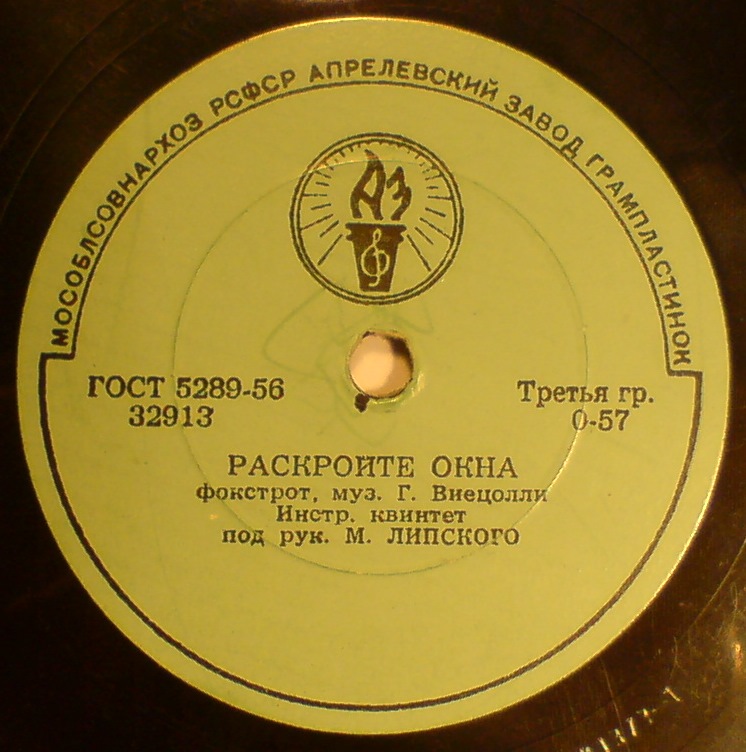 МОСОБЛСОВНАРХОЗ РСФСР АПРЕЛЕВСКИЙ ЗАВОД ГРАМПЛАСТИНОК
АЗ
ГОСТ 5289-56
32913
Третья гр.
0-57
РАСКРОЙТЕ ОКНА
фокстрот, муз. Г. Виецолли
Инстр. квинтет
под рук. М. ЛИПСКОГО